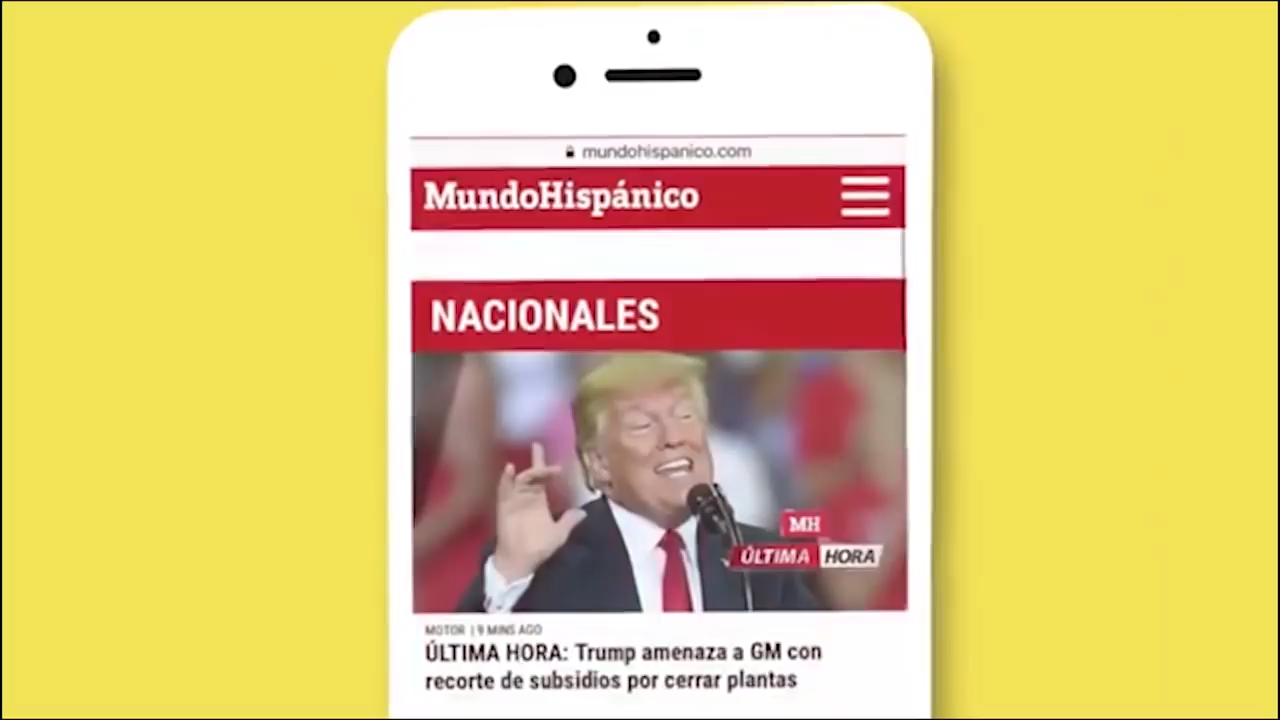 mundohispanico.com
MundoHispánico
NACIONALES
MH
ÚLTIMA HORA
MOTOR | 9 MINS AGO
ÚLTIMA HORA: Trump amenaza a GM con
recorte de subsidios por cerrar plantas